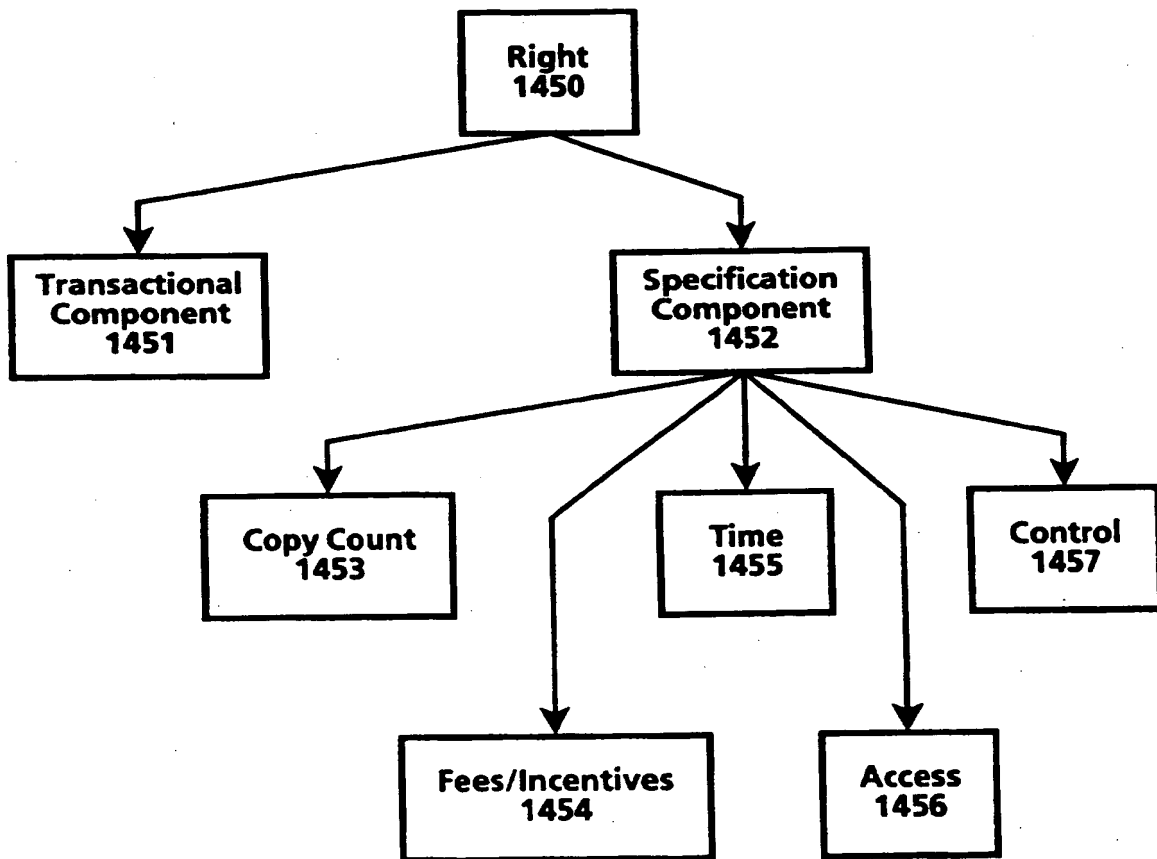 Right
1450
Transactional
Component
1451
Specification
Component
1452
Copy Count
1453
Time
1455
Control
1457
Fees/Incentives
1454
Access
1456